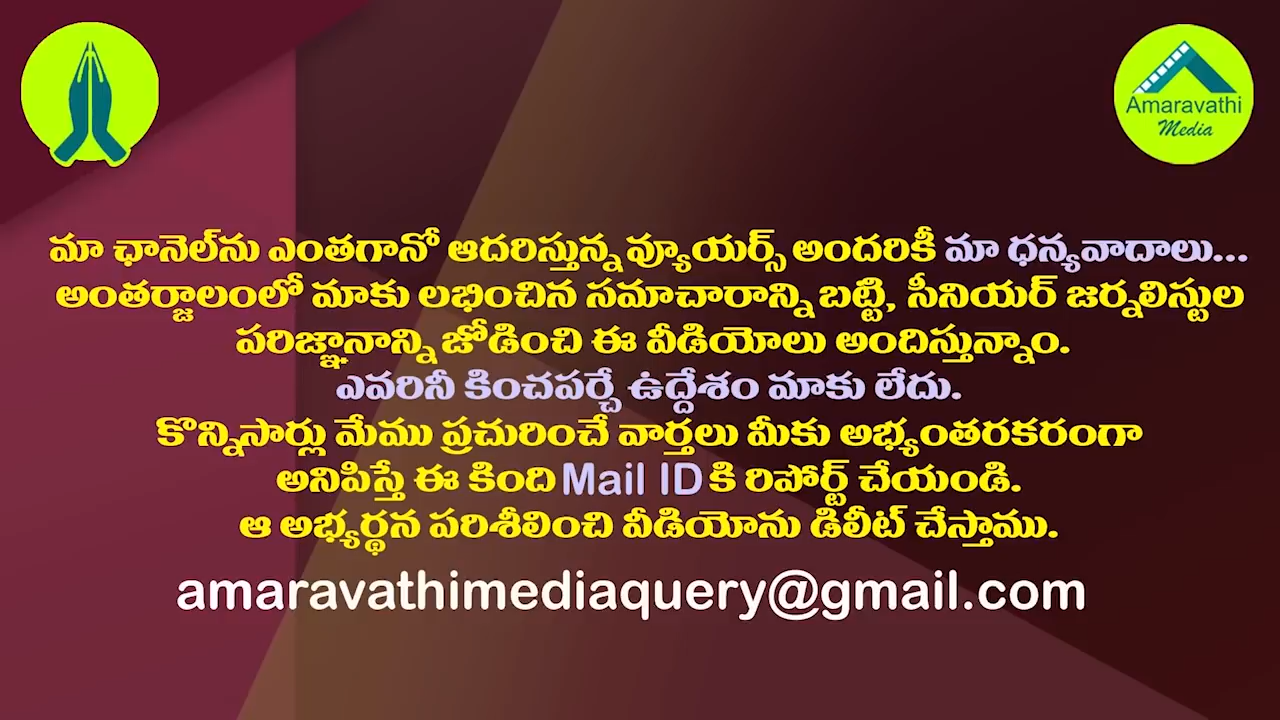 Amaravathi
Media
మా ఛానెల్‌ను ఎంతగానో ఆదరిస్తున్న వ్యూయర్స్ అందరికీ మా ధన్యవాదాలు...
అంతర్జాలంలో మాకు లభించిన సమాచారాన్ని బట్టి, సీనియర్ జర్నలిస్టుల
పరిజ్ఞానాన్ని జోడించి ఈ వీడియోలు అందిస్తున్నాం.
ఎవరినీ కించపర్చే ఉద్దేశం మాకు లేదు.
కొన్నిసార్లు మేము ప్రచురించే వార్తలు మీకు అభ్యంతరకరంగా
అనిపిస్తే ఈ కింది Mail ID కి రిపోర్ట్ చేయండి.
ఆ అభ్యర్థన పరిశీలించి వీడియోను డిలీట్ చేస్తాము.
amaravathimediaquery@gmail.com